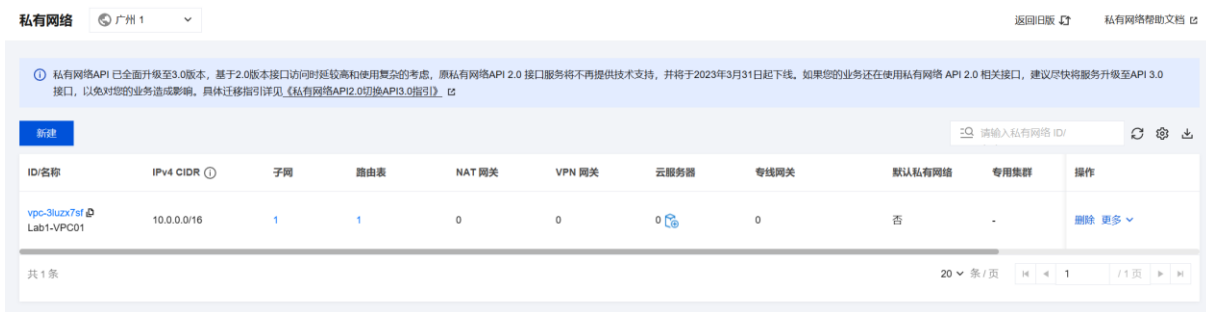 私有网络 广州 1 返回旧版 私有网络帮助文档
私有网络API 已全面升级至3.0版本，基于2.0版本接口访问时延较高和使用复杂的考虑，原私有网络API 2.0 接口服务将不再提供技术支持，并将于2023年3月31日起下线。如果您的业务还在使用私有网络 API 2.0 相关接口，建议尽快将服务升级至API 3.0
接口，以免对您的业务造成影响。具体迁移指引详见《私有网络API2.0切换API3.0指引》
新建 请输入私有网络 ID/
ID/名称 IPv4 CIDR 子网 路由表 NAT 网关 VPN 网关 云服务器 专线网关 默认私有网络 专用集群 操作
vpc-3luzx7sf
Lab1-VPC01 10.0.0.0/16 1 1 0 0 0 0 否 - 删除 更多
共 1 条 20 条 / 页 1 / 1 页